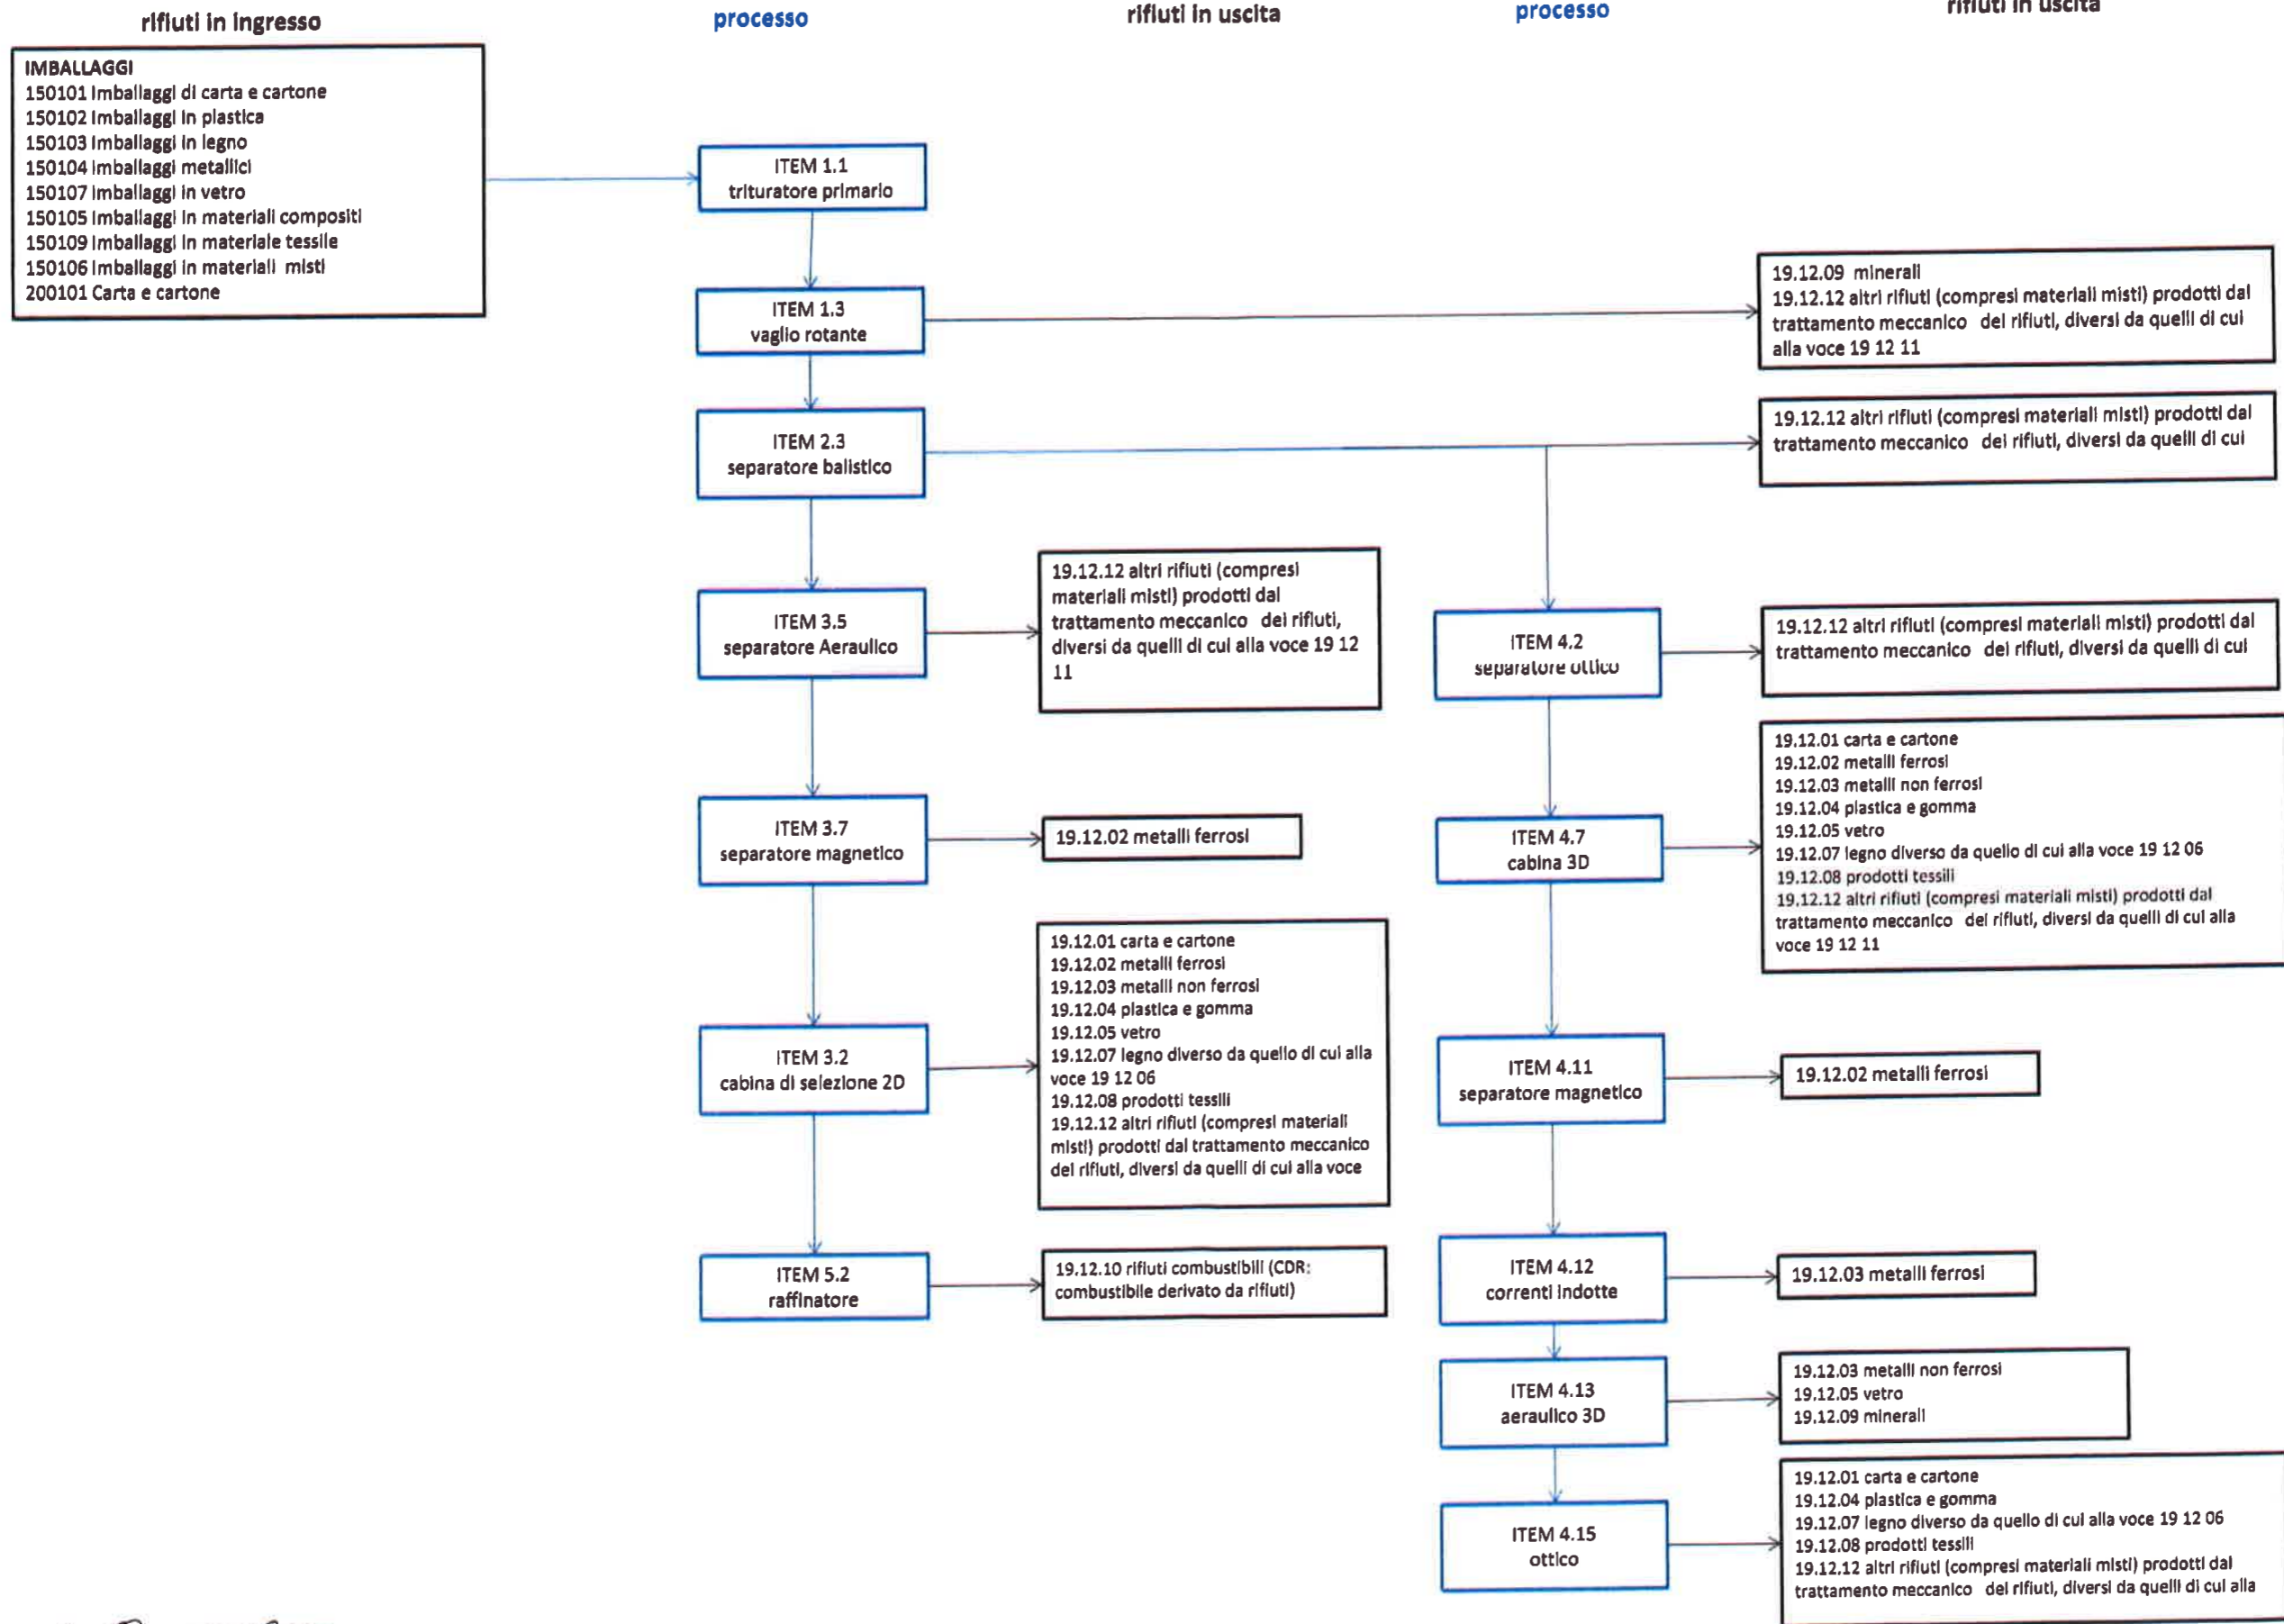 rifiuti in ingresso
processo
rifiuti in uscita
processo
rifiuti in uscita
IMBALLAGGI
150101 Imballaggi di carta e cartone
150102 Imballaggi in plastica
150103 Imballaggi in legno
150104 Imballaggi metallici
150107 Imballaggi in vetro
150105 Imballaggi in materiali compositi
150109 Imballaggi in materiale tessile
150106 Imballaggi in materiali misti
200101 Carta e cartone
ITEM 1.1
trituratore primario
ITEM 1.3
vaglio rotante
19.12.09 minerali
19.12.12 altri rifiuti (compresi materiali misti) prodotti dal
trattamento meccanico dei rifiuti, diversi da quelli di cui
alla voce 19 12 11
ITEM 2.3
separatore balistico
19.12.12 altri rifiuti (compresi materiali misti) prodotti dal
trattamento meccanico dei rifiuti, diversi da quelli di cui
ITEM 3.5
separatore Aeraulico
19.12.12 altri rifiuti (compresi
materiali misti) prodotti dal
trattamento meccanico dei rifiuti,
diversi da quelli di cui alla voce 19 12
11
ITEM 4.2
separatore ottico
19.12.12 altri rifiuti (compresi materiali misti) prodotti dal
trattamento meccanico dei rifiuti, diversi da quelli di cui
ITEM 3.7
separatore magnetico
19.12.02 metalli ferrosi
ITEM 4.7
cabina 3D
19.12.01 carta e cartone
19.12.02 metalli ferrosi
19.12.03 metalli non ferrosi
19.12.04 plastica e gomma
19.12.05 vetro
19.12.07 legno diverso da quello di cui alla voce 19 12 06
19.12.08 prodotti tessili
19.12.12 altri rifiuti (compresi materiali misti) prodotti dal
trattamento meccanico dei rifiuti, diversi da quelli di cui alla
voce 19 12 11
ITEM 3.2
cabina di selezione 2D
19.12.01 carta e cartone
19.12.02 metalli ferrosi
19.12.03 metalli non ferrosi
19.12.04 plastica e gomma
19.12.05 vetro
19.12.07 legno diverso da quello di cui alla
voce 19 12 06
19.12.08 prodotti tessili
19.12.12 altri rifiuti (compresi materiali
misti) prodotti dal trattamento meccanico
dei rifiuti, diversi da quelli di cui alla voce
ITEM 4.11
separatore magnetico
19.12.02 metalli ferrosi
ITEM 5.2
raffinatore
19.12.10 rifiuti combustibili (CDR:
combustibile derivato da rifiuti)
ITEM 4.12
correnti indotte
19.12.03 metalli ferrosi
ITEM 4.13
aeraulico 3D
19.12.03 metalli non ferrosi
19.12.05 vetro
19.12.09 minerali
ITEM 4.15
ottico
19.12.01 carta e cartone
19.12.04 plastica e gomma
19.12.07 legno diverso da quello di cui alla voce 19 12 06
19.12.08 prodotti tessili
19.12.12 altri rifiuti (compresi materiali misti) prodotti dal
trattamento meccanico dei rifiuti, diversi da quelli di cui alla